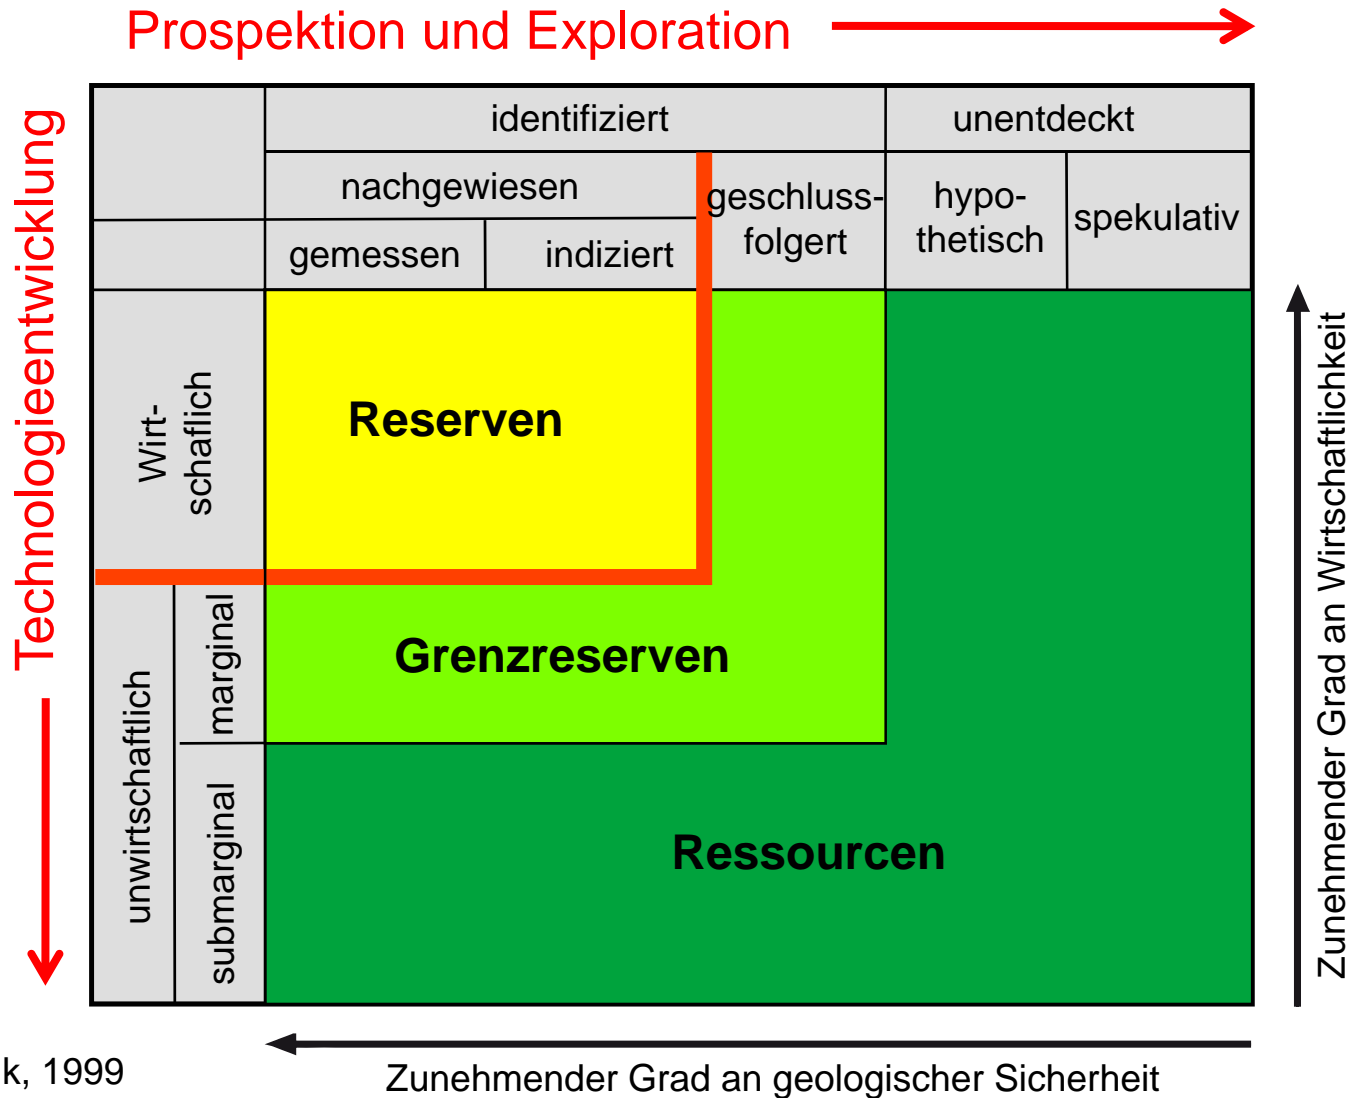 Prospektion und Exploration
Technologieentwicklung
identifiziert
unentdeckt
nachgewiesen
geschluss-
folgert
hypo-
thetisch
spekulativ
gemessen
indiziert
Wirt-
schaflich
Reserven
unwirtschaftlich
marginal
Grenzreserven
submarginal
Ressourcen
Zunehmender Grad an Wirtschaftlichkeit
Zunehmender Grad an geologischer Sicherheit
k, 1999